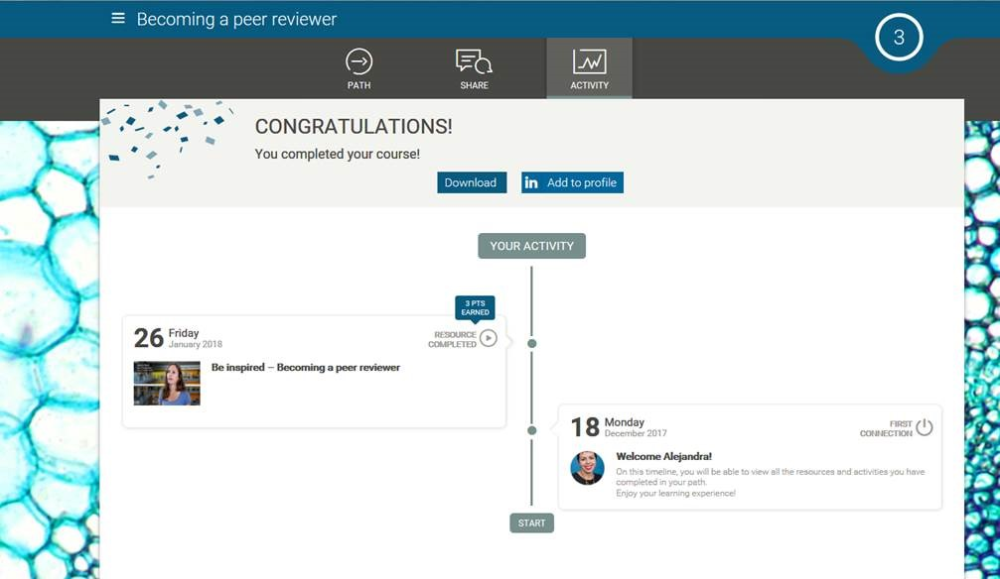 Becoming a peer reviewer
3
PATH
SHARE
ACTIVITY
CONGRATULATIONS!
You completed your course!
Download
in Add to profile
YOUR ACTIVITY
3 PTS
EARNED
26 Friday
January 2018
RESOURCE
COMPLETED
Be inspired – Becoming a peer reviewer
18 Monday
December 2017
FIRST
CONNECTION
Welcome Alejandra!
On this timeline, you will be able to view all the resources and activities you have
completed in your path.
Enjoy your learning experience!
START